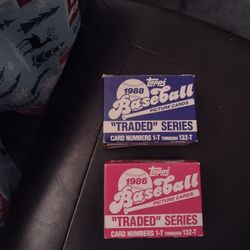 TOPPS
1988
Baseball
PICTURE CARDS
"TRADED" SERIES
CARD NUMBERS 1-T THROUGH 132-T
TOPPS
1986
Baseball
PICTURE CARDS
"TRADED" SERIES
CARD NUMBERS 1-T THROUGH 132-T